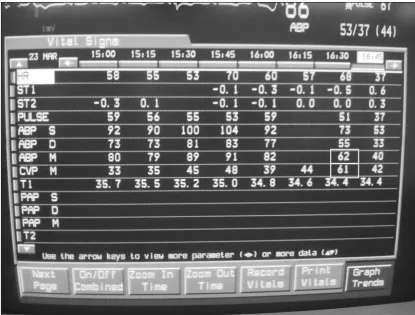 1mV
86
PULSE 61
ABP
53/37 (44)
Vital Signs
23 MAR 15:00 15:15 15:30 15:45 16:00 16:15 16:30 16:45
HR 58 55 53 70 60 57 68 37
ST1 -0.1 -0.3 -0.1 -0.5 0.6
ST2 -0.3 0.1 -0.1 -0.1 0.0 0.0 0.3
PULSE 59 56 55 53 59 51 37
ABP S 92 90 100 104 92 73 53
ABP D 73 73 81 83 77 55 33
ABP M 80 79 89 91 82 62 40
CVP M 33 35 45 48 39 44 61 42
T1 35.7 35.5 35.2 35.0 34.8 34.6 34.4 34.4
PAP S
PAP D
PAP M
T2
Use the arrow keys to view more parameter (◄►) or more data (▲▼)
Next Page
On/Off Combined
Zoom In Time
Zoom Out Time
Record Vitals
Print Vitals
Graph Trends